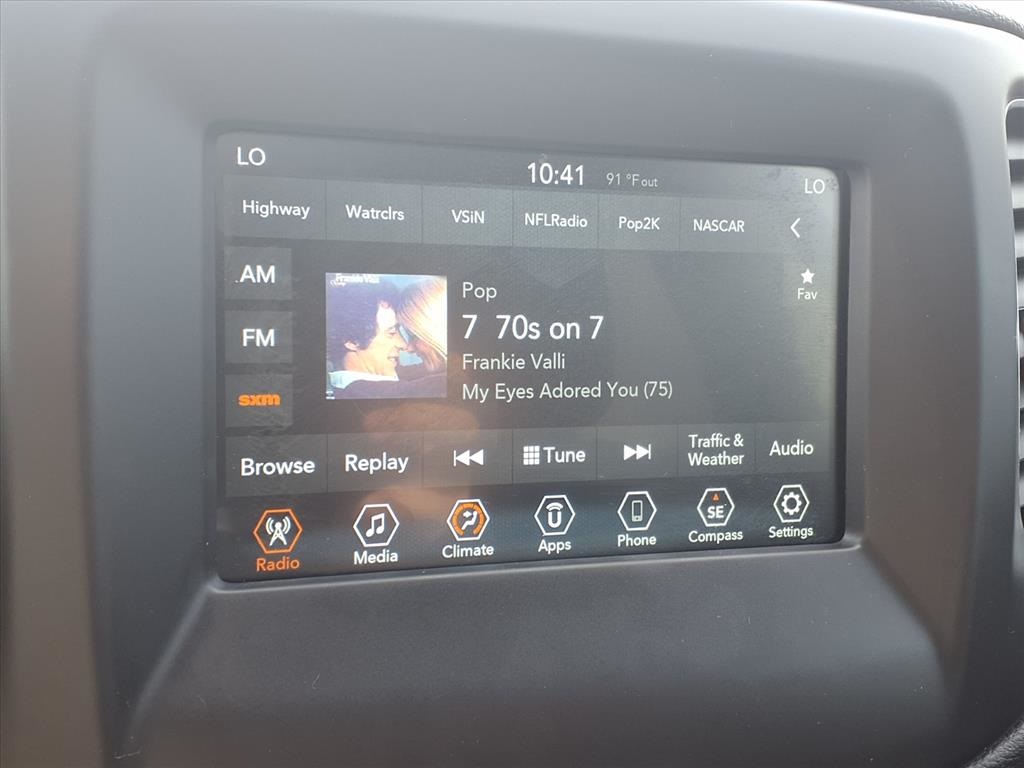 LO 10:41 91 °F out LO
Highway Watrclrs VSiN NFLRadio Pop2K NASCAR
AM
FM
sxm
Frankie Valli
Pop
7 70s on 7
Frankie Valli
My Eyes Adored You (75)
Fav
Browse Replay Tune Traffic & Weather Audio
Radio Media Climate Apps Phone SE Compass Settings